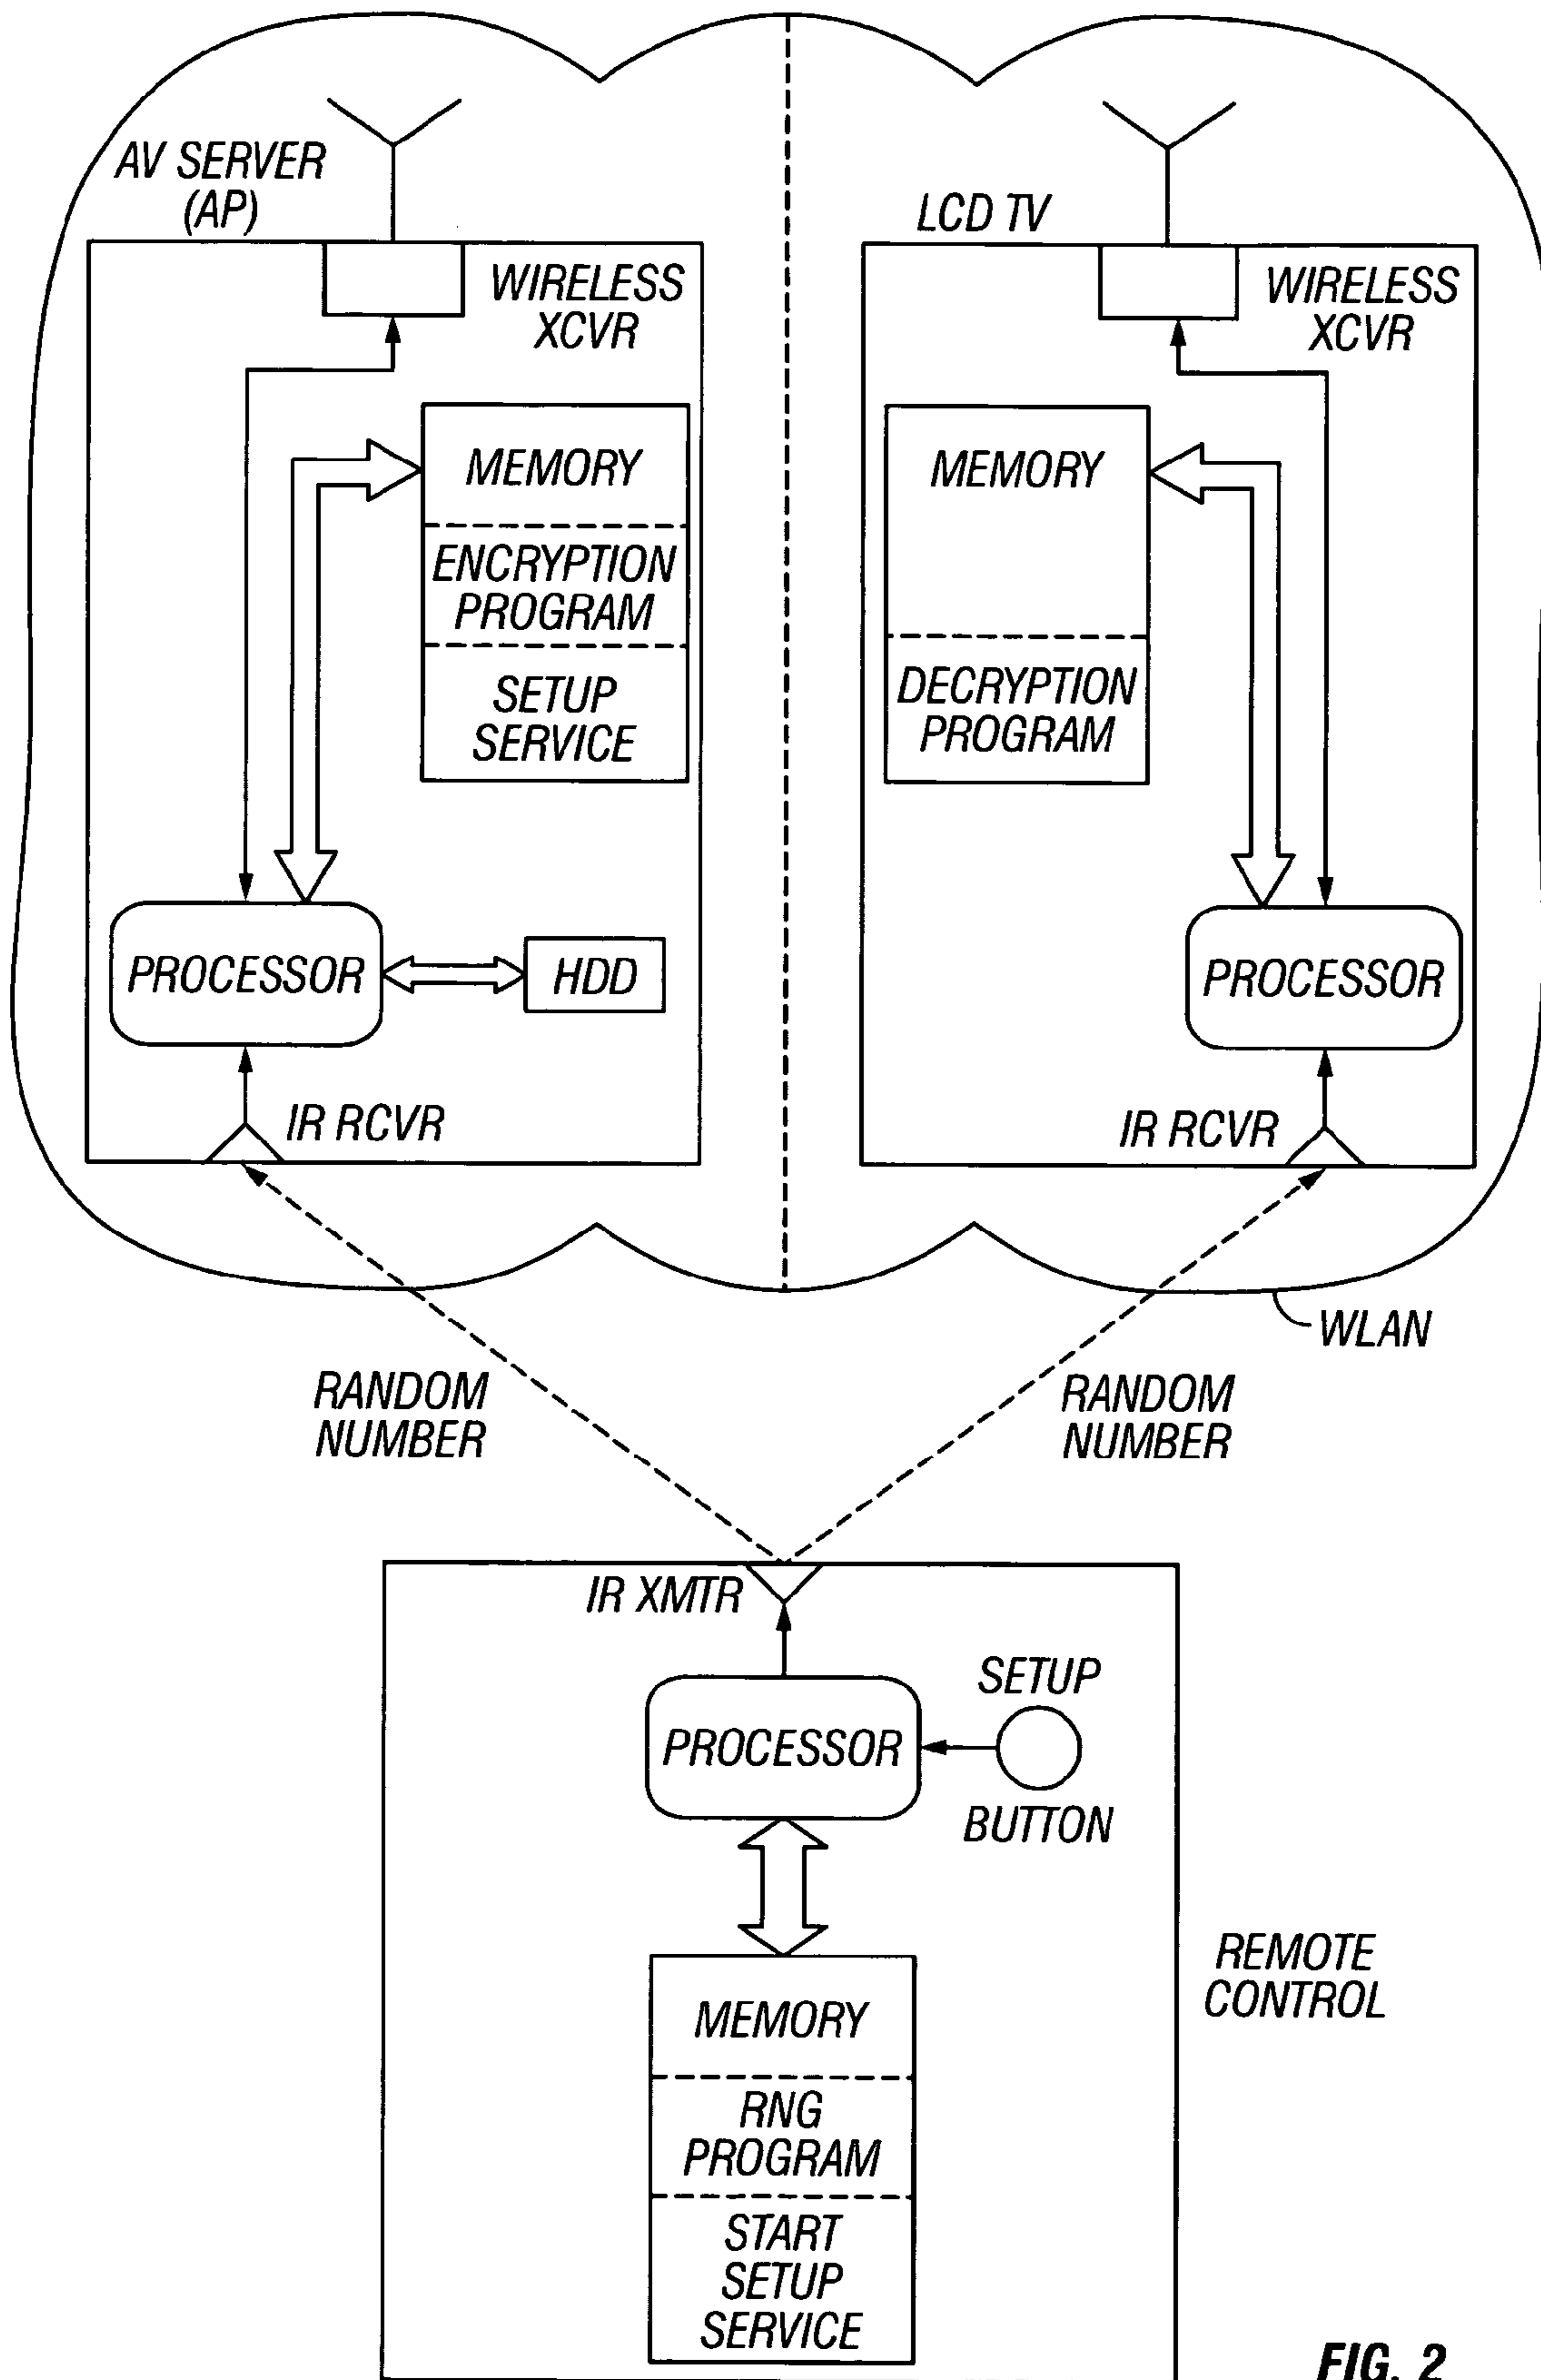 AV SERVER
(AP)
WIRELESS
XCVR
MEMORY
ENCRYPTION
PROGRAM
SETUP
SERVICE
PROCESSOR
HDD
IR RCVR
LCD TV
WIRELESS
XCVR
MEMORY
DECRYPTION
PROGRAM
PROCESSOR
IR RCVR
WLAN
RANDOM
NUMBER
RANDOM
NUMBER
IR XMTR
PROCESSOR
SETUP
BUTTON
MEMORY
RNG
PROGRAM
START
SETUP
SERVICE
REMOTE
CONTROL
FIG. 2